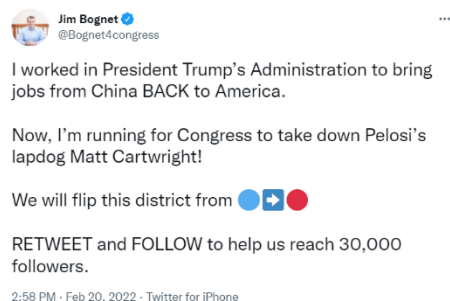 Jim Bognet
@Bognet4congress
I worked in President Trump's Administration to bring
jobs from China BACK to America.
Now, I'm running for Congress to take down Pelosi's
lapdog Matt Cartwright!
We will flip this district from 🔵➡️🔴
RETWEET and FOLLOW to help us reach 30,000
followers.
2:58 PM · Feb 20, 2022 · Twitter for iPhone